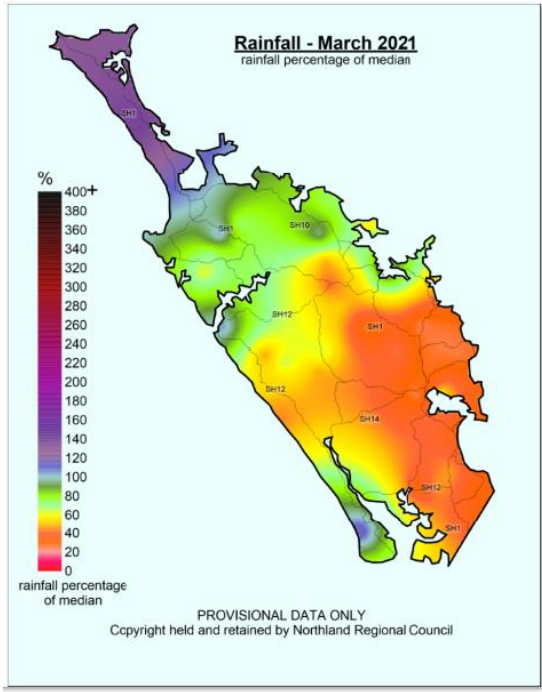 Rainfall - March 2021
rainfall percentage of median
SH1
%
400+
380
360
340
320
300
280
260
240
220
200
180
160
140
120
100
80
60
40
20
0
rainfall percentage
of median
SH1
SH10
SH12
SH1
SH12
SH14
SH12
SH1
PROVISIONAL DATA ONLY
Copyright held and retained by Northland Regional Council